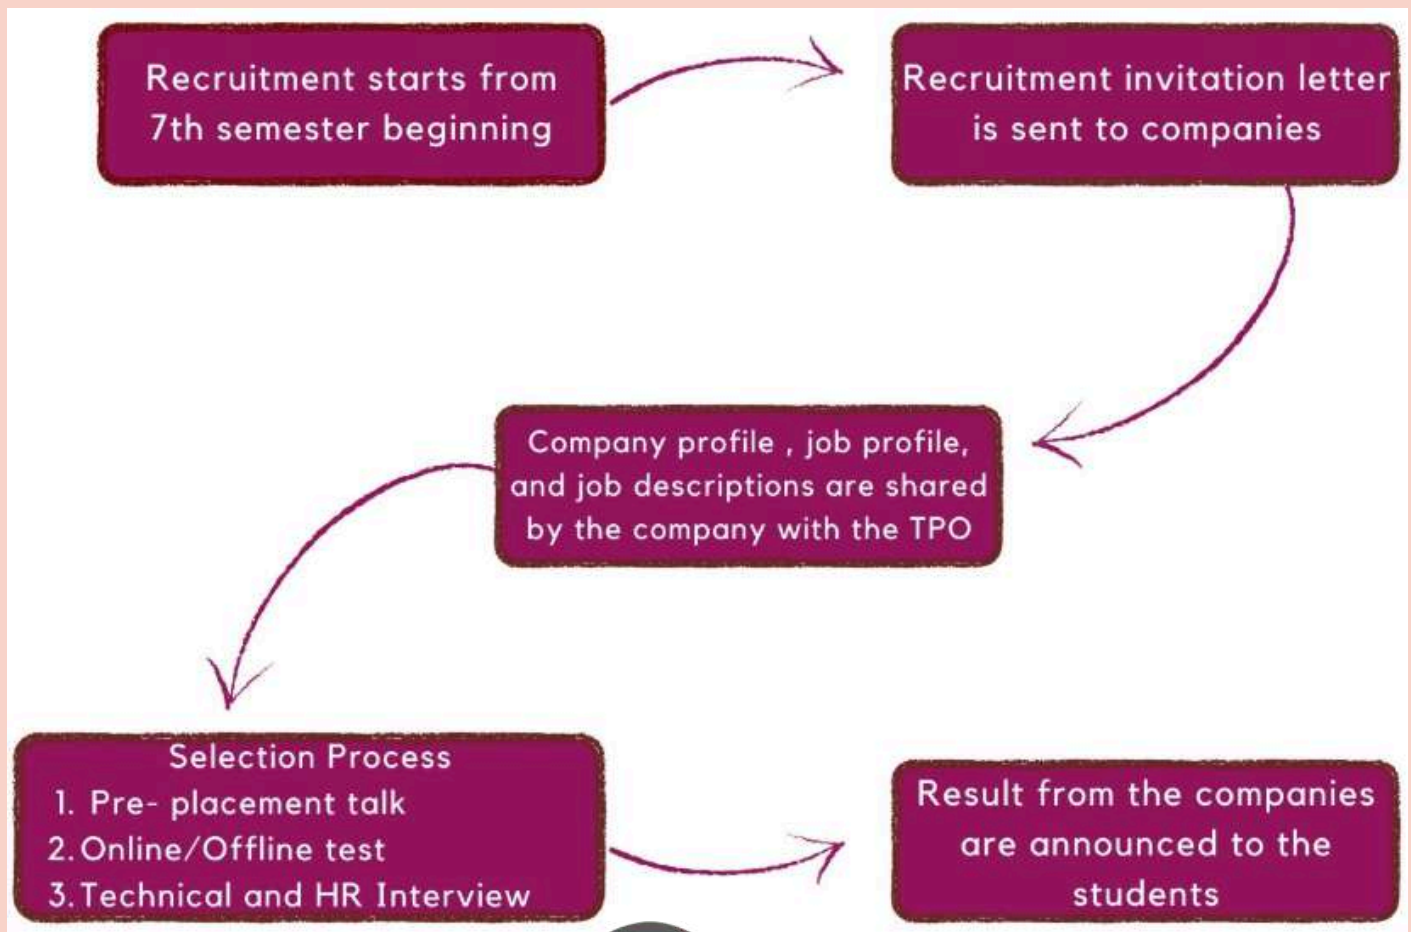 Recruitment starts from
7th semester beginning
Recruitment invitation letter
is sent to companies
Company profile , job profile,
and job descriptions are shared
by the company with the TPO
Selection Process
1. Pre- placement talk
2. Online/Offline test
3. Technical and HR Interview
Result from the companies
are announced to the
students